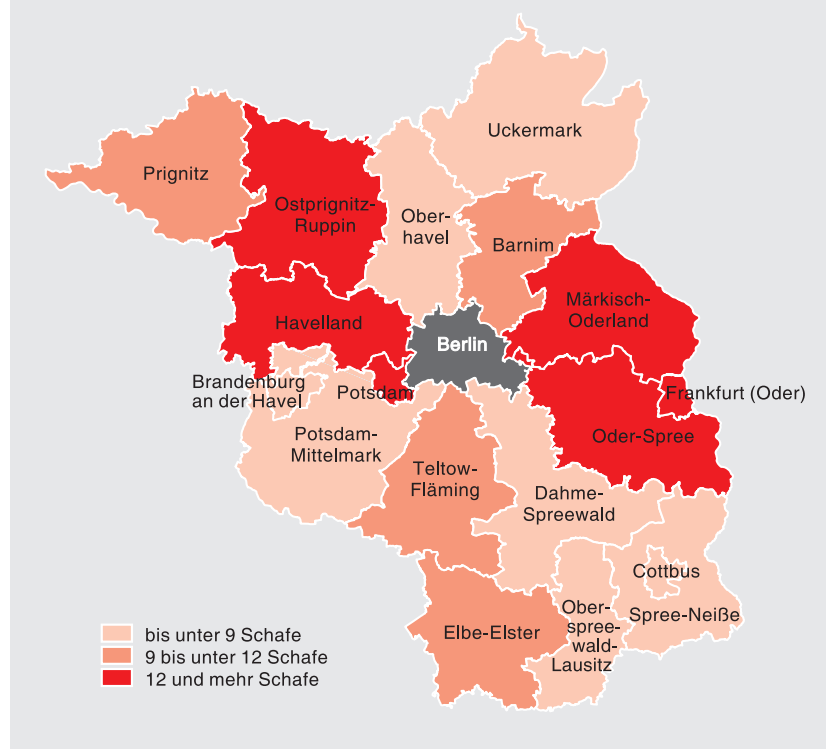 Uckermark
Prignitz
Ostprignitz-
Ruppin
Ober-
havel
Barnim
Märkisch-
Oderland
Havelland
Berlin
Brandenburg
an der Havel
Potsdam
Frankfurt (Oder)
Potsdam-
Mittelmark
Oder-Spree
Teltow-
Fläming
Dahme-
Spreewald
Cottbus
Spree-Neiße
Elbe-Elster
Ober-
spree-
wald-
Lausitz
bis unter 9 Schafe
9 bis unter 12 Schafe
12 und mehr Schafe